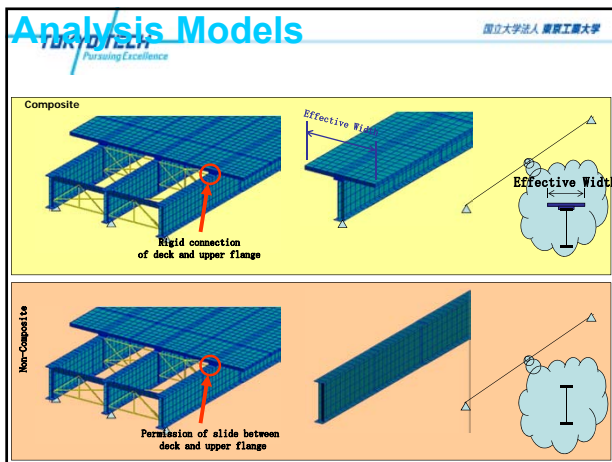 Analysis Models
TOKYO TECH
Pursuing Excellence
国立大学法人 東京工業大学
Composite
Effective Width
Effective Width
Rigid connection
of deck and upper flange
Non-Composite
Permission of slide between
deck and upper flange